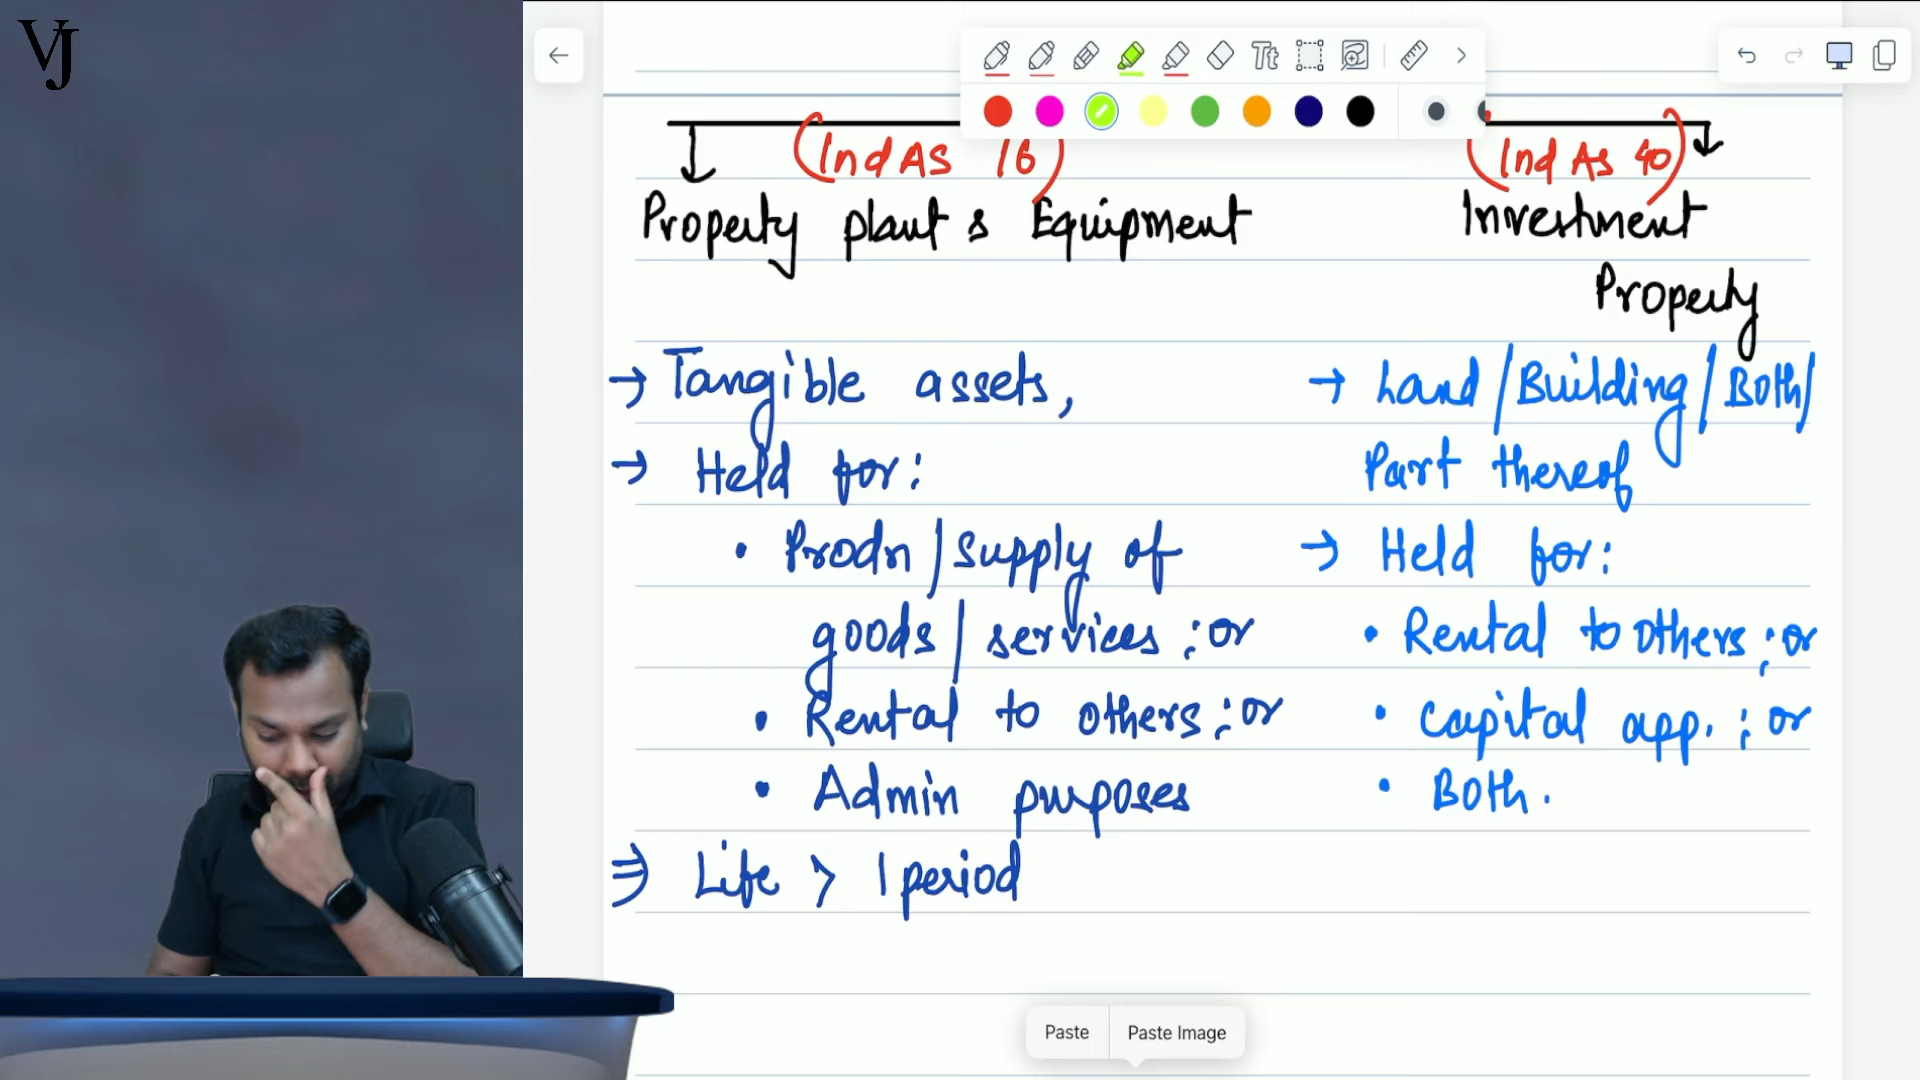 VJ
Tt
(Ind AS 16)
(Ind AS 40)
Property plant & Equipment
Investment
Property
→ Tangible assets,
→ Held for:
• Prodn / supply of
goods / services ; or
• Rental to others ; or
• Admin purposes
⇒ Life > 1 period
→ Land / Building / Both /
Part thereof
→ Held for:
• Rental to others ; or
• Capital app. ; or
• Both.
Paste
Paste Image